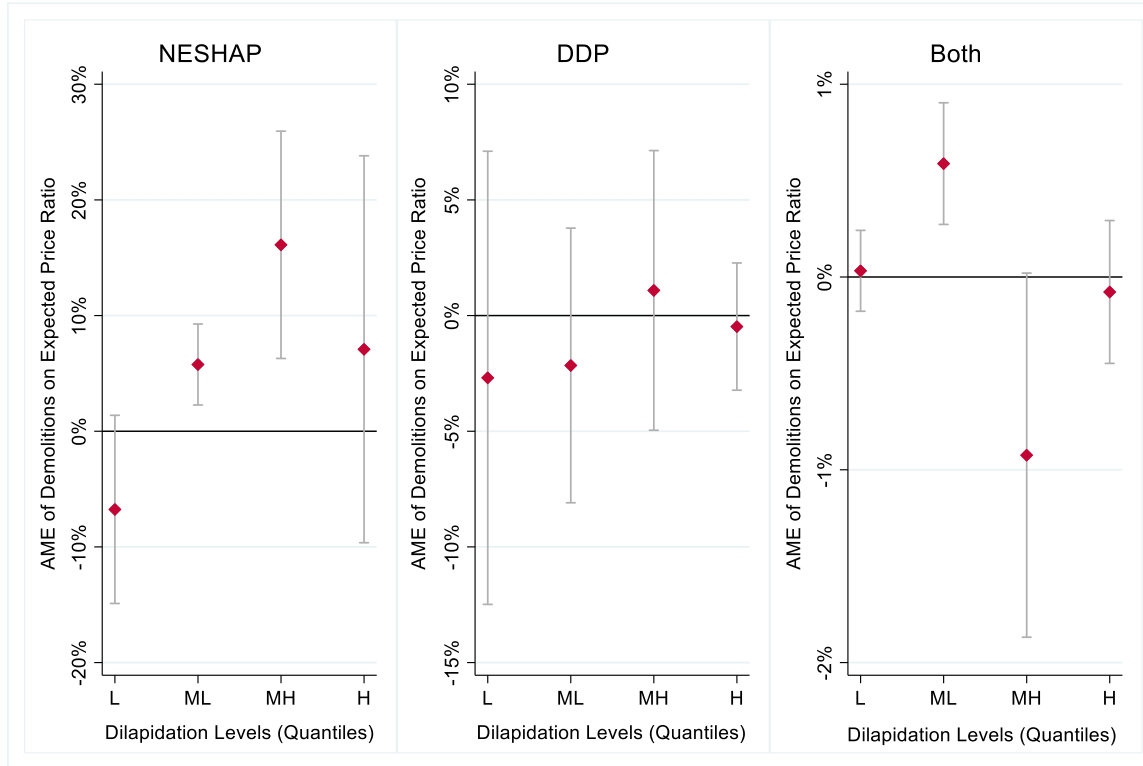 NESHAP
AME of Demolitions on Expected Price Ratio
30%
20%
10%
0%
-10%
-20%
L ML MH H
Dilapidation Levels (Quantiles)
DDP
AME of Demolitions on Expected Price Ratio
10%
5%
0%
-5%
-10%
-15%
L ML MH H
Dilapidation Levels (Quantiles)
Both
AME of Demolitions on Expected Price Ratio
1%
0%
-1%
-2%
L ML MH H
Dilapidation Levels (Quantiles)